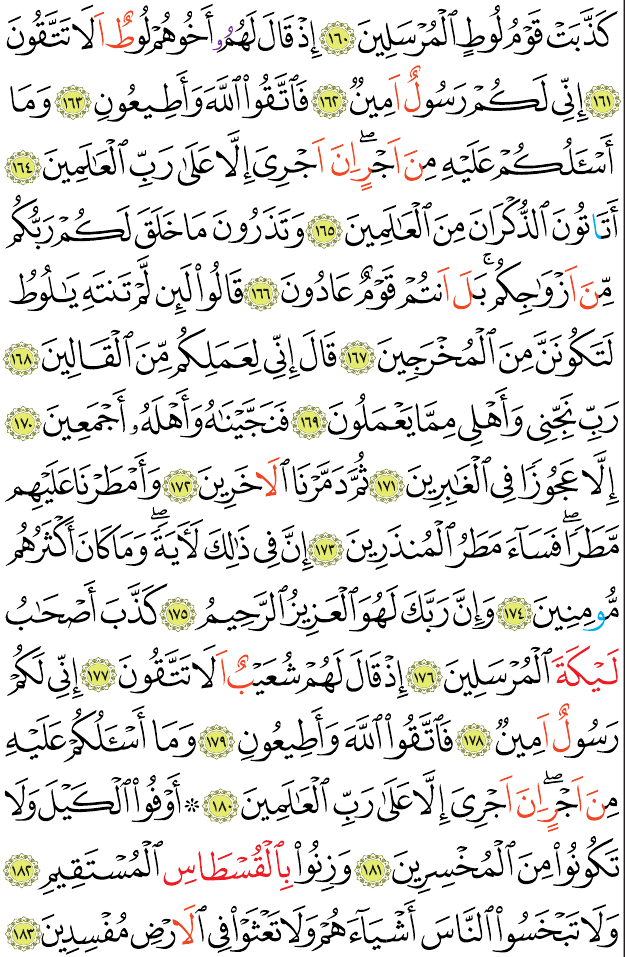 كَذَّبَتْ قَوْمُ لُوطٍ ٱلْمُرْسَلِينَ ١٦٠ إِذْ قَالَ لَهُمُۥٓ أَخُوهُمْ لُوطٌ اَلَا تَتَّقُونَ
١٦١ إِنِّى لَكُمْ رَسُولٌ اَمِينٌ ١٦٢ فَٱتَّقُوا۟ ٱللَّهَ وَأَطِيعُونِ ١٦٣ وَمَا
أَسْـَٔلُكُمْ عَلَيْهِ مِنَ اَجْرٍۖ اِنَ اَجْرِىَ إِلَّا عَلَىٰ رَبِّ ٱلْعَـٰلَمِينَ ١٦٤
أَتَاتُونَ ٱلذُّكْرَانَ مِنَ ٱلْعَـٰلَمِينَ ١٦٥ وَتَذَرُونَ مَا خَلَقَ لَكُمْ رَبُّكُم
مِّنَ اَزْوَٰجِكُمۚ بَلَ اَنتُمْ قَوْمٌ عَادُونَ ١٦٦ قَالُوا۟ لَئِن لَّمْ تَنتَهِ يَـٰلُوطُ
لَتَكُونَنَّ مِنَ ٱلْمُخْرَجِينَ ١٦٧ قَالَ إِنِّى لِعَمَلِكُم مِّنَ ٱلْقَالِينَ ١٦٨
رَبِّ نَجِّنِى وَأَهْلِى مِمَّا يَعْمَلُونَ ١٦٩ فَنَجَّيْنَـٰهُ وَأَهْلَهُۥٓ أَجْمَعِينَ ١٧٠
إِلَّا عَجُوزًا فِى ٱلْغَـٰبِرِينَ ١٧١ ثُمَّ دَمَّرْنَا ٱلَاخَرِينَ ١٧٢ وَأَمْطَرْنَا عَلَيْهِم
مَّطَرًاۖ فَسَآءَ مَطَرُ ٱلْمُنذَرِينَ ١٧٣ إِنَّ فِى ذَٰلِكَ لَأٓيَةًۖ وَمَا كَانَ أَكْثَرُهُم
مُّومِنِينَ ١٧٤ وَإِنَّ رَبَّكَ لَهُوَ ٱلْعَزِيزُ ٱلرَّحِيمُ ١٧٥ كَذَّبَ أَصْحَـٰبُ
لَيْكَةَ ٱلْمُرْسَلِينَ ١٧٦ إِذْ قَالَ لَهُمْ شُعَيْبٌ اَلَا تَتَّقُونَ ١٧٧ إِنِّى لَكُمْ
رَسُولٌ اَمِينٌ ١٧٨ فَٱتَّقُوا۟ ٱللَّهَ وَأَطِيعُونِ ١٧٩ وَمَا أَسْـَٔلُكُمْ عَلَيْهِ
مِنَ اَجْرٍۖ اِنَ اَجْرِىَ إِلَّا عَلَىٰ رَبِّ ٱلْعَـٰلَمِينَ ١٨٠ ۞ أَوْفُوا۟ ٱلْكَيْلَ وَلَا
تَكُونُوا۟ مِنَ ٱلْمُخْسِرِينَ ١٨١ وَزِنُوا۟ بِٱلْقُسْطَاسِ ٱلْمُسْتَقِيمِ ١٨٢
وَلَا تَبْخَسُوا۟ ٱلنَّاسَ أَشْيَآءَهُمْ وَلَا تَعْثَوْا۟ فِى ٱلَارْضِ مُفْسِدِينَ ١٨٣